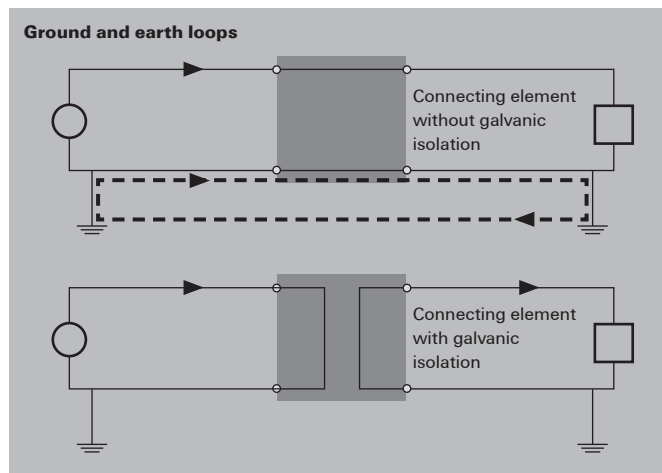 Ground and earth loops
Connecting element
without galvanic
isolation
Connecting element
with galvanic
isolation